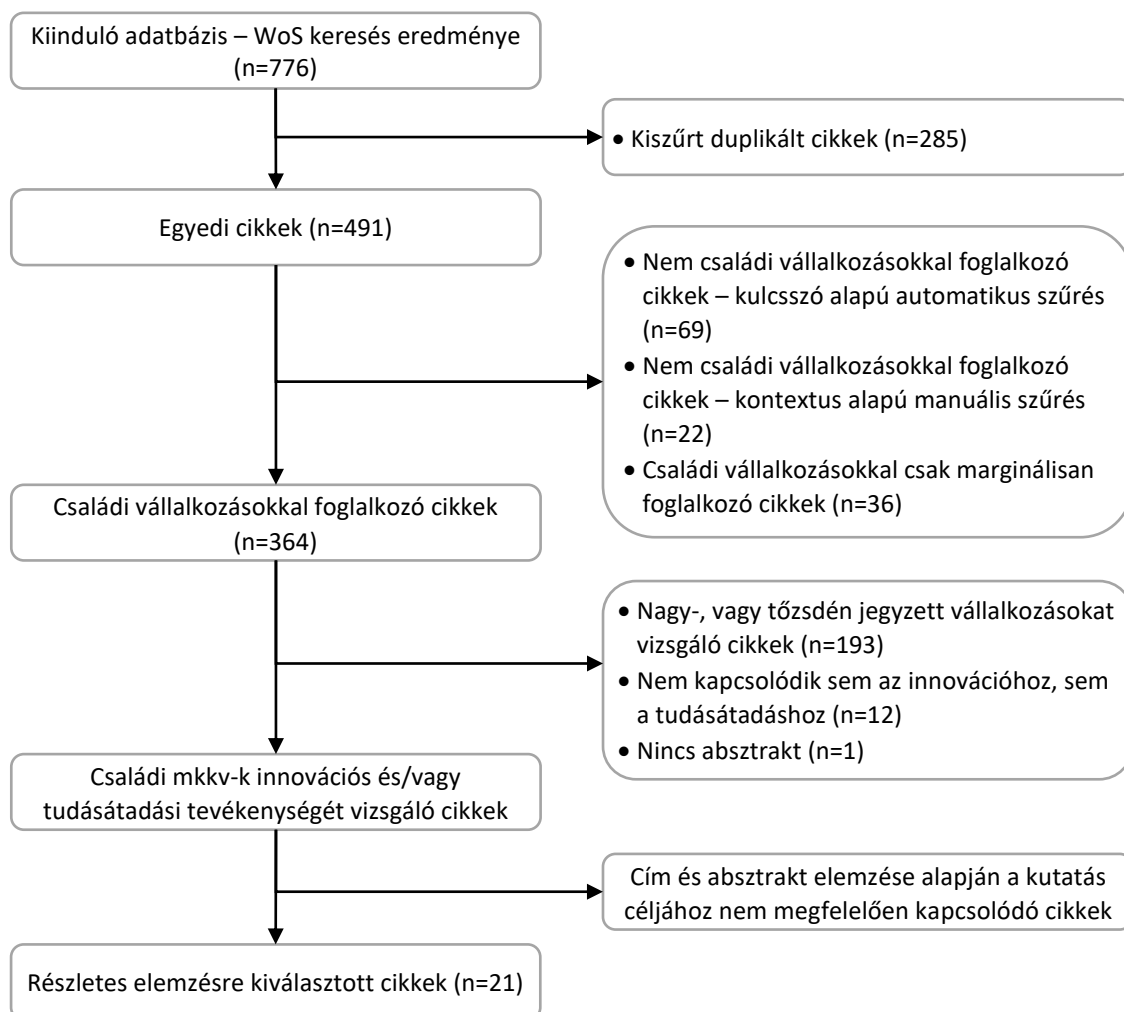 Kiinduló adatbázis – WoS keresés eredménye
(n=776)
• Kiszűrt duplikált cikkek (n=285)
Egyedi cikkek (n=491)
• Nem családi vállalkozásokkal foglalkozó
cikkek – kulcsszó alapú automatikus szűrés
(n=69)
• Nem családi vállalkozásokkal foglalkozó
cikkek – kontextus alapú manuális szűrés
(n=22)
• Családi vállalkozásokkal csak marginálisan
foglalkozó cikkek (n=36)
Családi vállalkozásokkal foglalkozó cikkek
(n=364)
• Nagy-, vagy tőzsdén jegyzett vállalkozásokat
vizsgáló cikkek (n=193)
• Nem kapcsolódik sem az innovációhoz, sem
a tudásátadáshoz (n=12)
• Nincs absztrakt (n=1)
Családi mkkv-k innovációs és/vagy
tudásátadási tevékenységét vizsgáló cikkek
Cím és absztrakt elemzése alapján a kutatás
céljához nem megfelelően kapcsolódó cikkek
Részletes elemzésre kiválasztott cikkek (n=21)